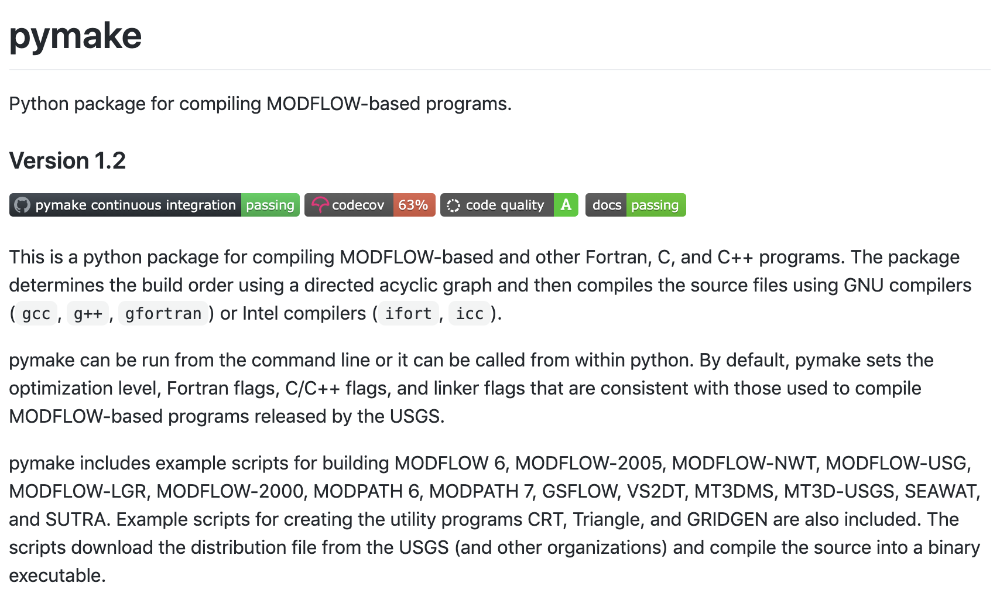 pymake
Python package for compiling MODFLOW-based programs.
Version 1.2
pymake continuous integration passing codecov 63% code quality A docs passing
This is a python package for compiling MODFLOW-based and other Fortran, C, and C++ programs. The package
determines the build order using a directed acyclic graph and then compiles the source files using GNU compilers
( gcc , g++ , gfortran ) or Intel compilers ( ifort , icc ).
pymake can be run from the command line or it can be called from within python. By default, pymake sets the
optimization level, Fortran flags, C/C++ flags, and linker flags that are consistent with those used to compile
MODFLOW-based programs released by the USGS.
pymake includes example scripts for building MODFLOW 6, MODFLOW-2005, MODFLOW-NWT, MODFLOW-USG,
MODFLOW-LGR, MODFLOW-2000, MODPATH 6, MODPATH 7, GSFLOW, VS2DT, MT3DMS, MT3D-USGS, SEAWAT,
and SUTRA. Example scripts for creating the utility programs CRT, Triangle, and GRIDGEN are also included. The
scripts download the distribution file from the USGS (and other organizations) and compile the source into a binary
executable.